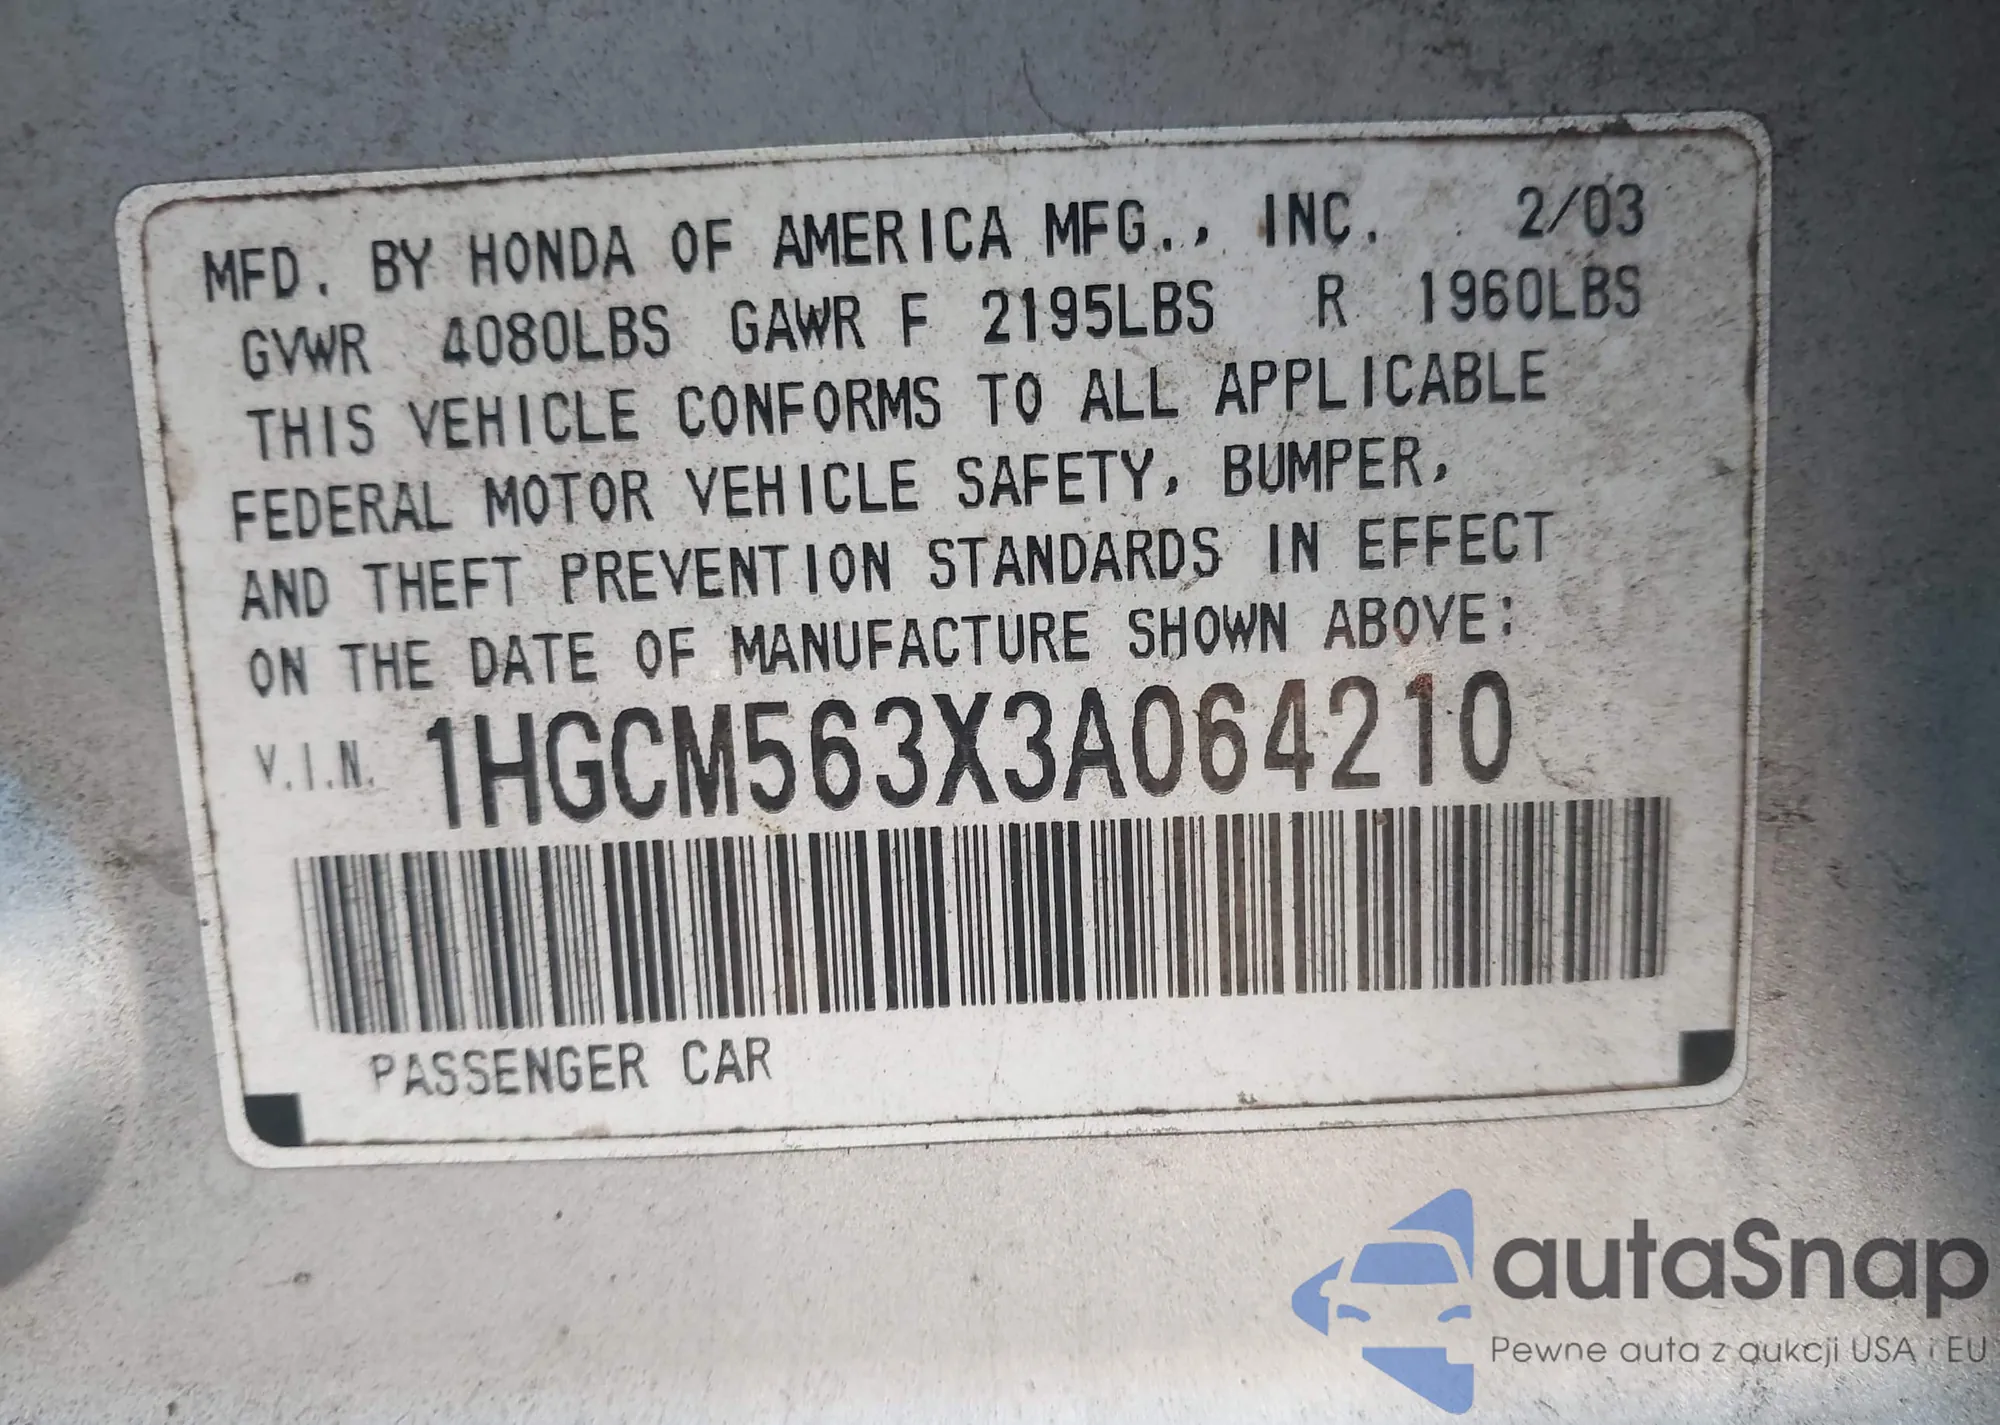 MFD. BY HONDA OF AMERICA MFG., INC. 2/03
GVWR 4080LBS GAWR F 2195LBS R 1960LBS
THIS VEHICLE CONFORMS TO ALL APPLICABLE
FEDERAL MOTOR VEHICLE SAFETY, BUMPER,
AND THEFT PREVENTION STANDARDS IN EFFECT
ON THE DATE OF MANUFACTURE SHOWN ABOVE:
V.I.N. 1HGCM563X3A064210
PASSENGER CAR
autaSnap
Pewne auta z aukcji USA i EU